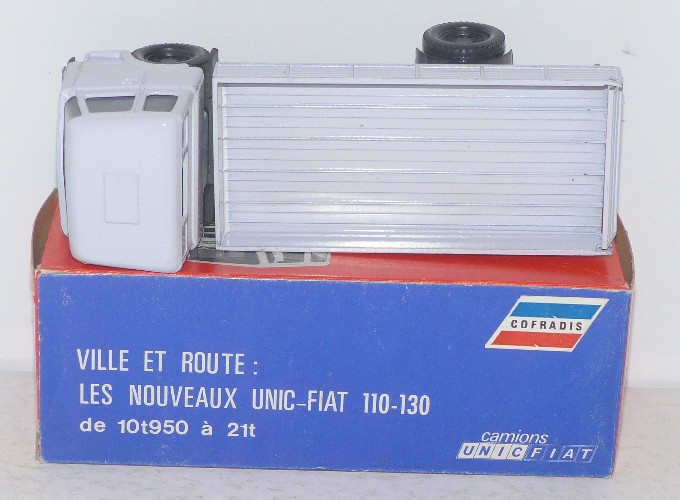 COFRADIS
VILLE ET ROUTE :
LES NOUVEAUX UNIC-FIAT 110-130
de 10t950 à 21t
camions
UNIC FIAT